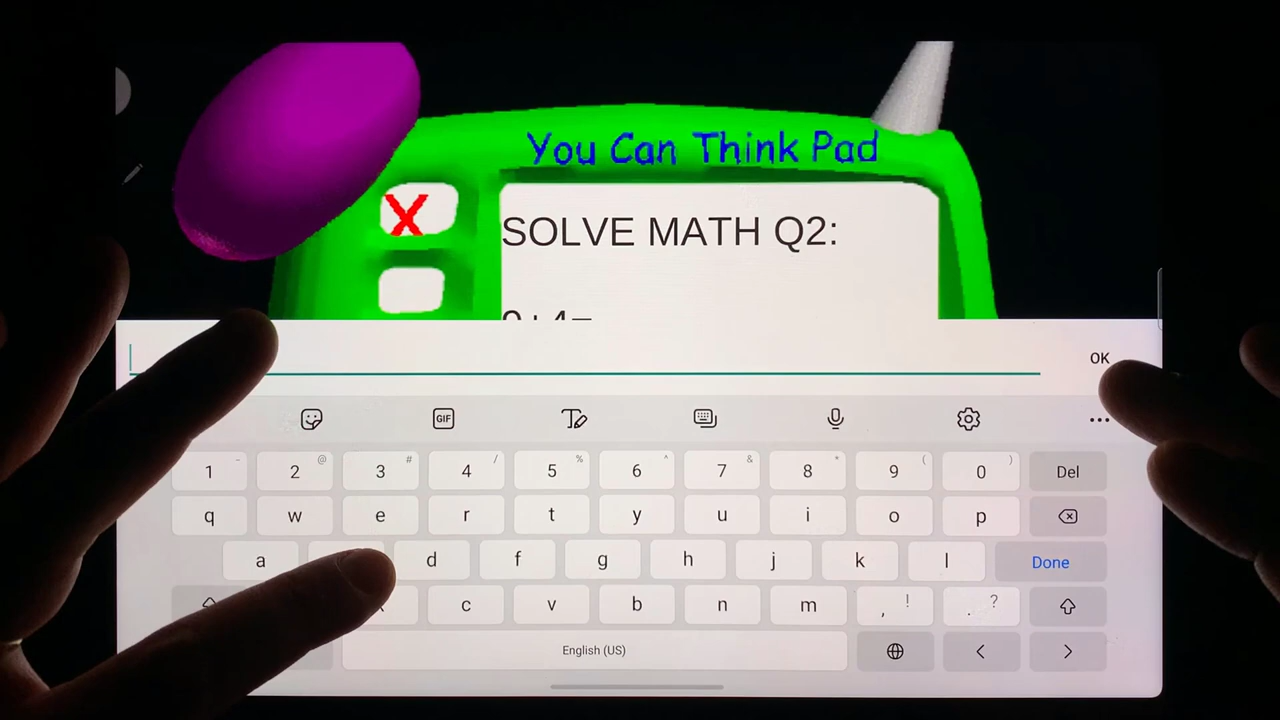 You Can Think Pad
X
SOLVE MATH Q2:
OK
GIF
1 2 3 4 5 6 7 8 9 0 Del
- @ # / % ^ & * ( )
q w e r t y u i o p
a d f g h j k l Done
c v b n m , ! . ?
English (US)
< >